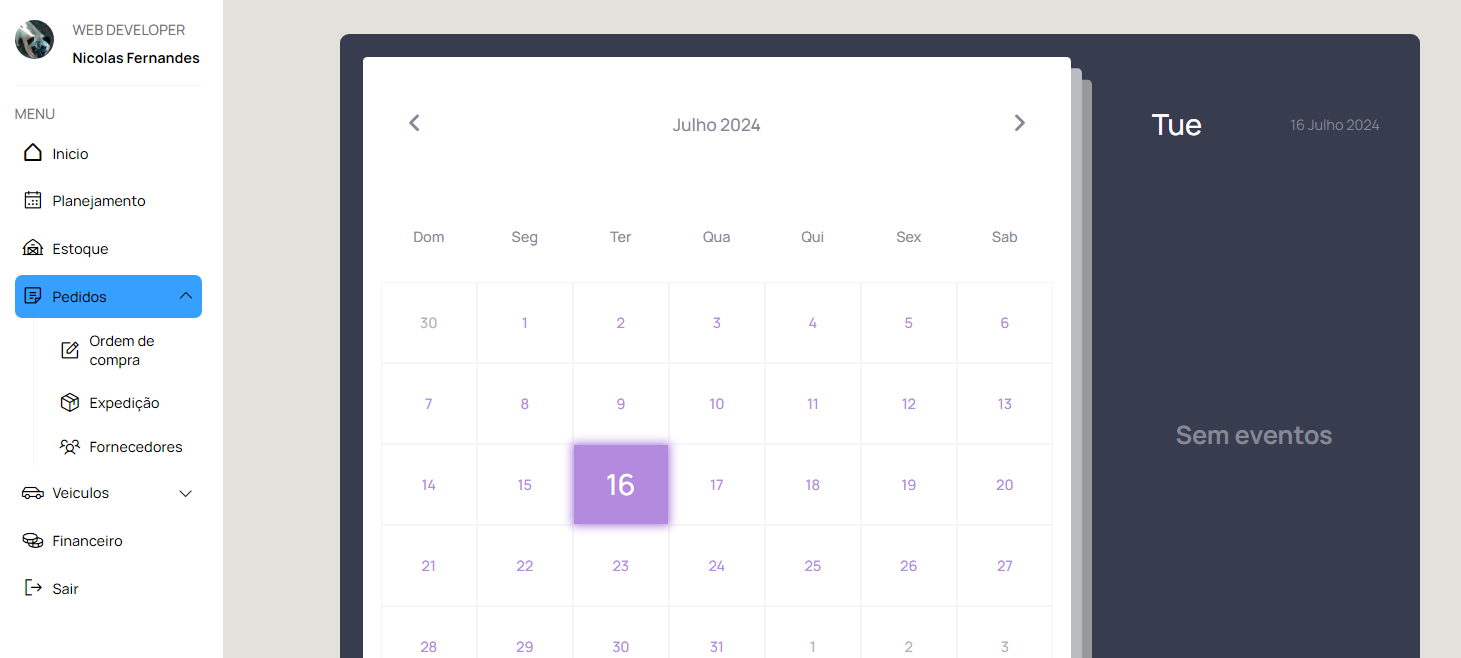 WEB DEVELOPER
Nicolas Fernandes
MENU
Inicio
Planejamento
Estoque
Pedidos
Ordem de
compra
Expedição
Fornecedores
Veiculos
Financeiro
Sair
Julho 2024
Dom Seg Ter Qua Qui Sex Sab
30 1 2 3 4 5 6
7 8 9 10 11 12 13
14 15 16 17 18 19 20
21 22 23 24 25 26 27
28 29 30 31 1 2 3
Tue 16 Julho 2024
Sem eventos